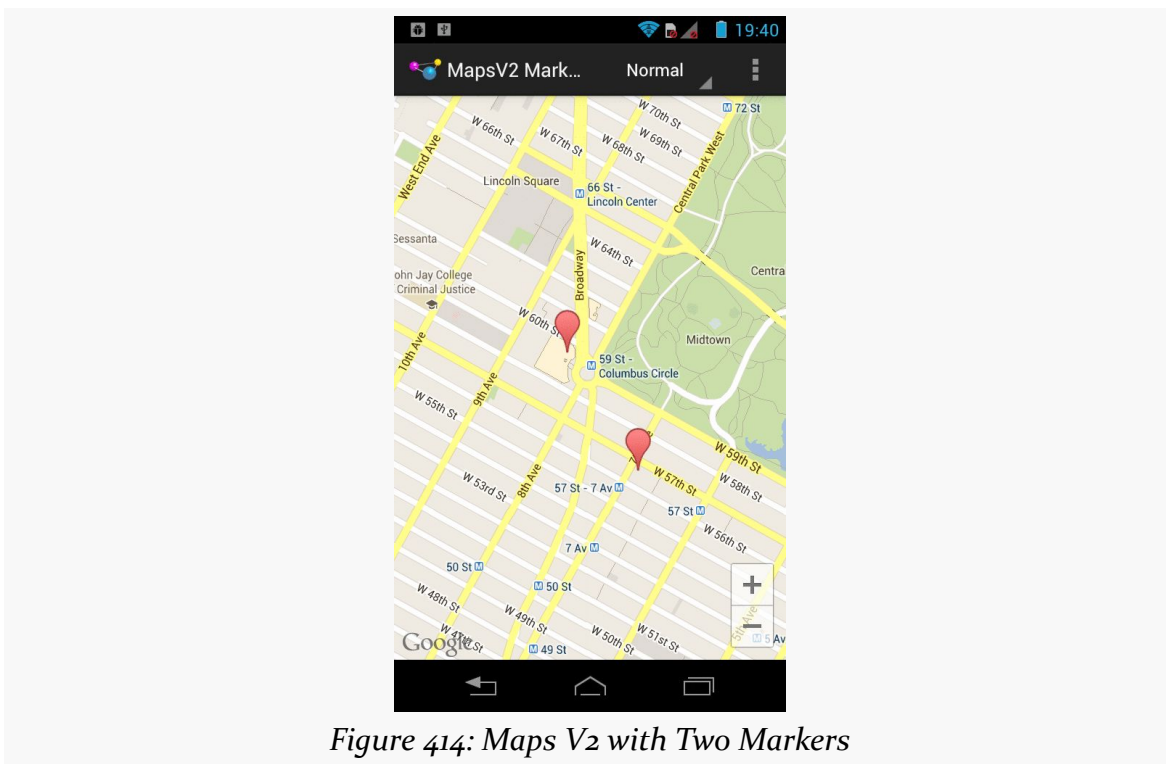 19:40
MapsV2 Mark...
Normal
72 St
W 70th St
W 66th St
W 67th St
W 68th St
W 69th St
West End Ave
Central Park West
Lincoln Square
66 St -
Lincoln Center
Sessanta
W 64th St
Centra
ohn Jay College
Criminal Justice
Broadway
W 60th St
Midtown
10th Ave
59 St -
Columbus Circle
9th Ave
W 55th St
W 59th St
W 57th St
W 58th St
W 53rd St
8th Ave
57 St - 7 Av
57 St
W 56th St
7 Av
50 St
50 St
W 48th St
W 49th St
W 51st St
5th Ave
5 Av
W 47th St
Google
W 50th St
49 St
Figure 414: Maps V2 with Two Markers